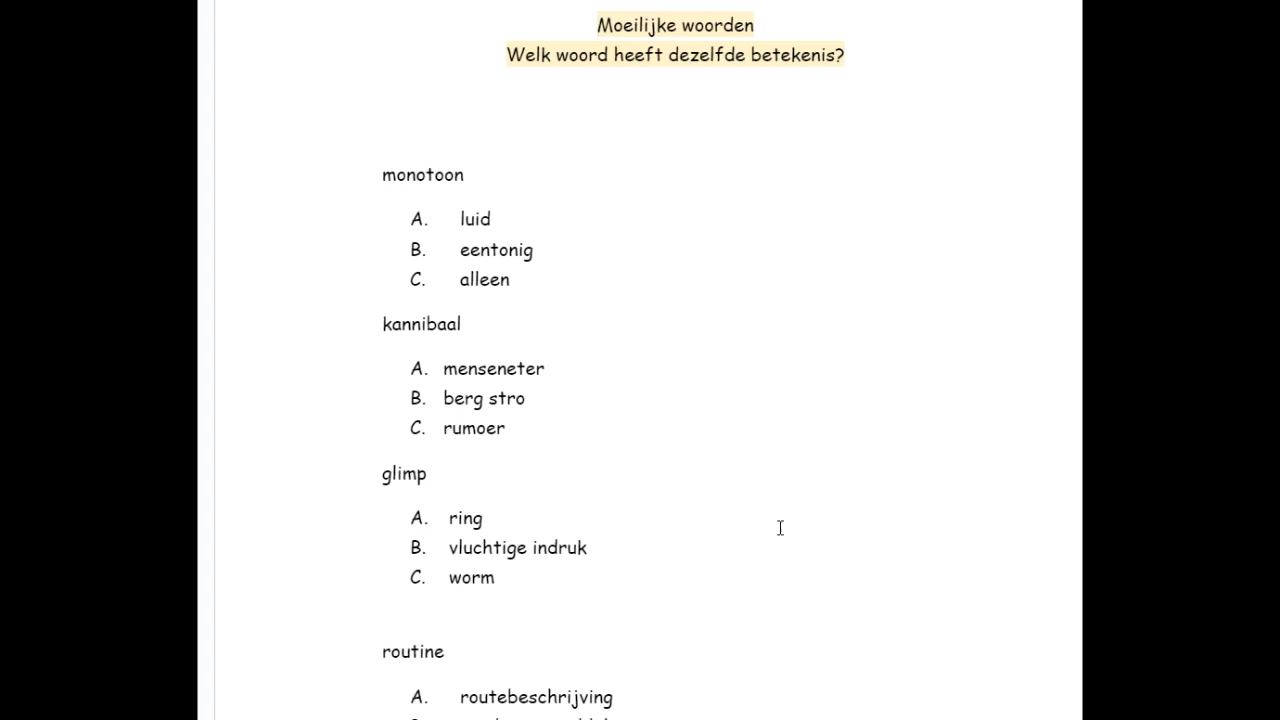 Moeilijke woorden
Welk woord heeft dezelfde betekenis?
monotoon
A. luid
B. eentonig
C. alleen
kannibaal
A. menseneter
B. berg stro
C. rumoer
glimp
A. ring
B. vluchtige indruk
C. worm
routine
A. routebeschrijving